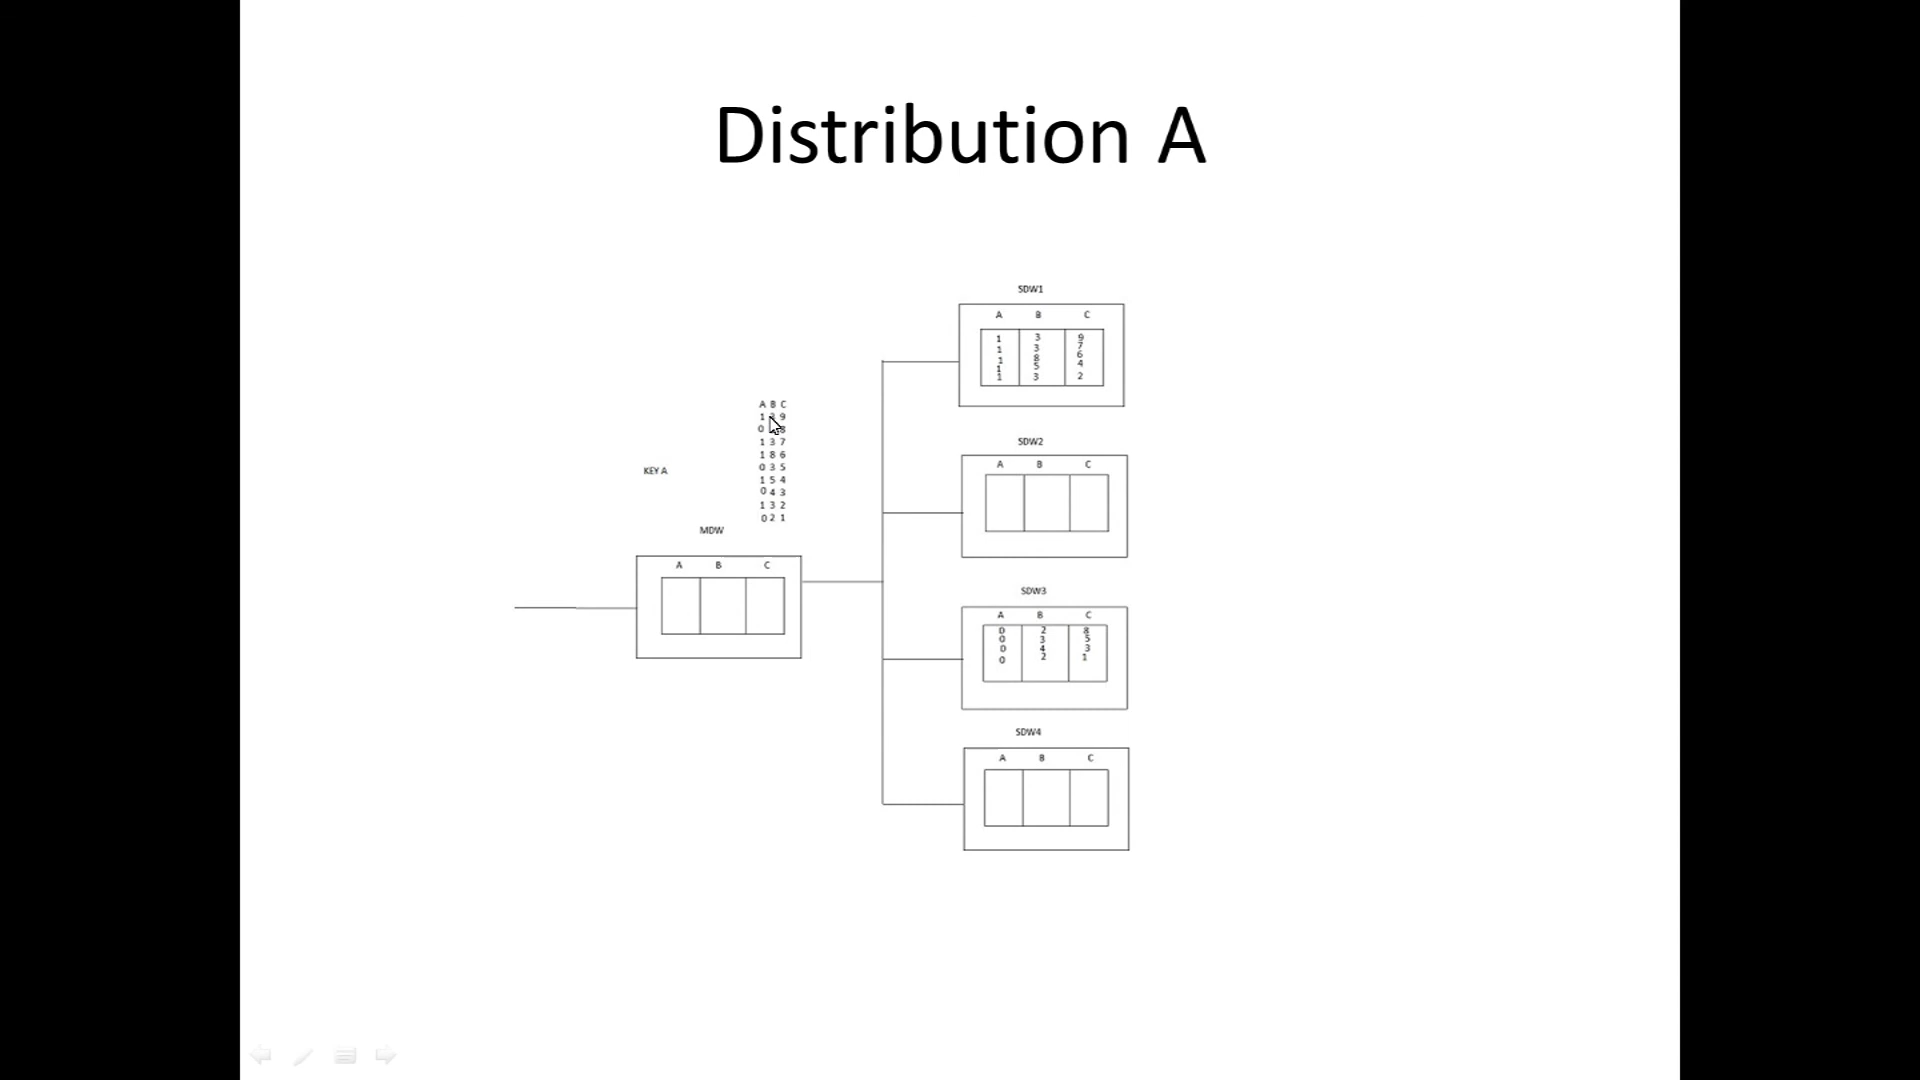 Distribution A
SDW1
A B C
1 3 9
1 3 7
1 8 6
1 5 4
1 3 2
A B C
1 9
0 8
1 3 7
1 8 6
0 3 5
1 5 4
0 4 3
1 3 2
0 2 1
KEY A
SDW2
A B C
MDW
A B C
SDW3
A B C
0 2 8
0 3 5
0 4 3
0 2 1
SDW4
A B C